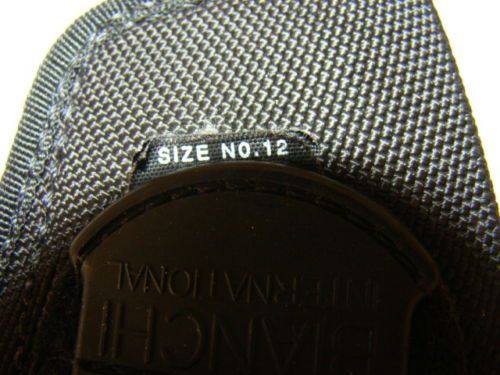 SIZE NO.12
BIANCHI
INTERNATIONAL